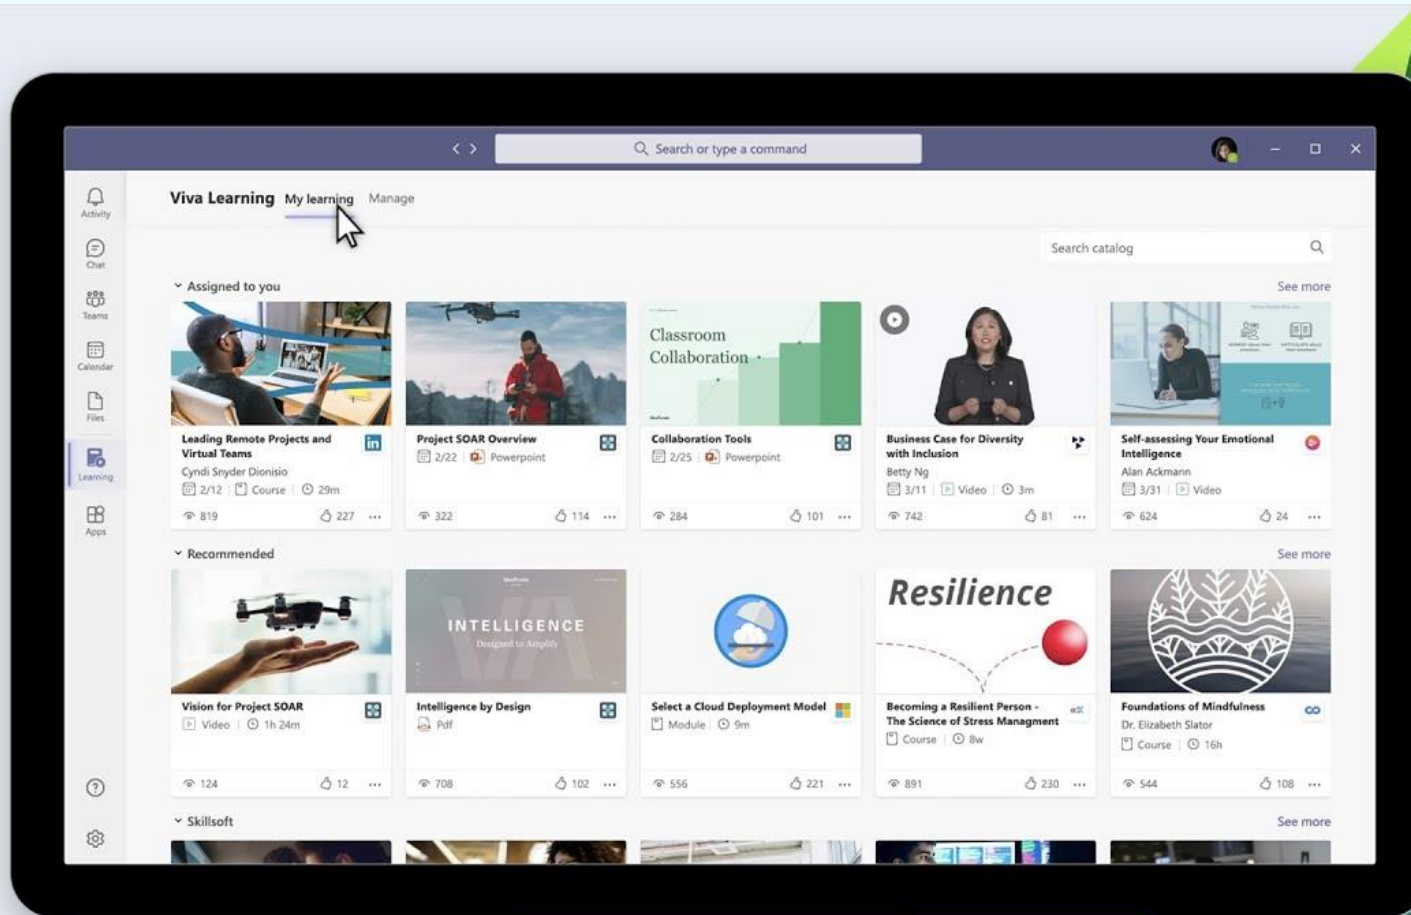 Search or type a command
Activity
Chat
Teams
Calendar
Files
Learning
Apps
Viva Learning My learning Manage
Search catalog
Assigned to you
See more
Classroom
Collaboration
Leading Remote Projects and
Virtual Teams
Cyndi Snyder Dionisio
2/12 Course 29m
819 227
in
Project SOAR Overview
2/22 Powerpoint
322 114
Collaboration Tools
2/25 Powerpoint
284 101
Business Case for Diversity
with Inclusion
Betty Ng
3/11 Video 3m
742 81
Self-assessing Your Emotional
Intelligence
Alan Ackmann
3/31 Video
624 24
Recommended
See more
INTELLIGENCE
Designed to Amplify
Resilience
Vision for Project SOAR
Video 1h 24m
124 12
Intelligence by Design
Pdf
708 102
Select a Cloud Deployment Model
Module 9m
556 221
Becoming a Resilient Person -
The Science of Stress Managment
Course 8w
891 230
Foundations of Mindfulness
Dr. Elizabeth Slator
Course 16h
544 108
Skillsoft
See more